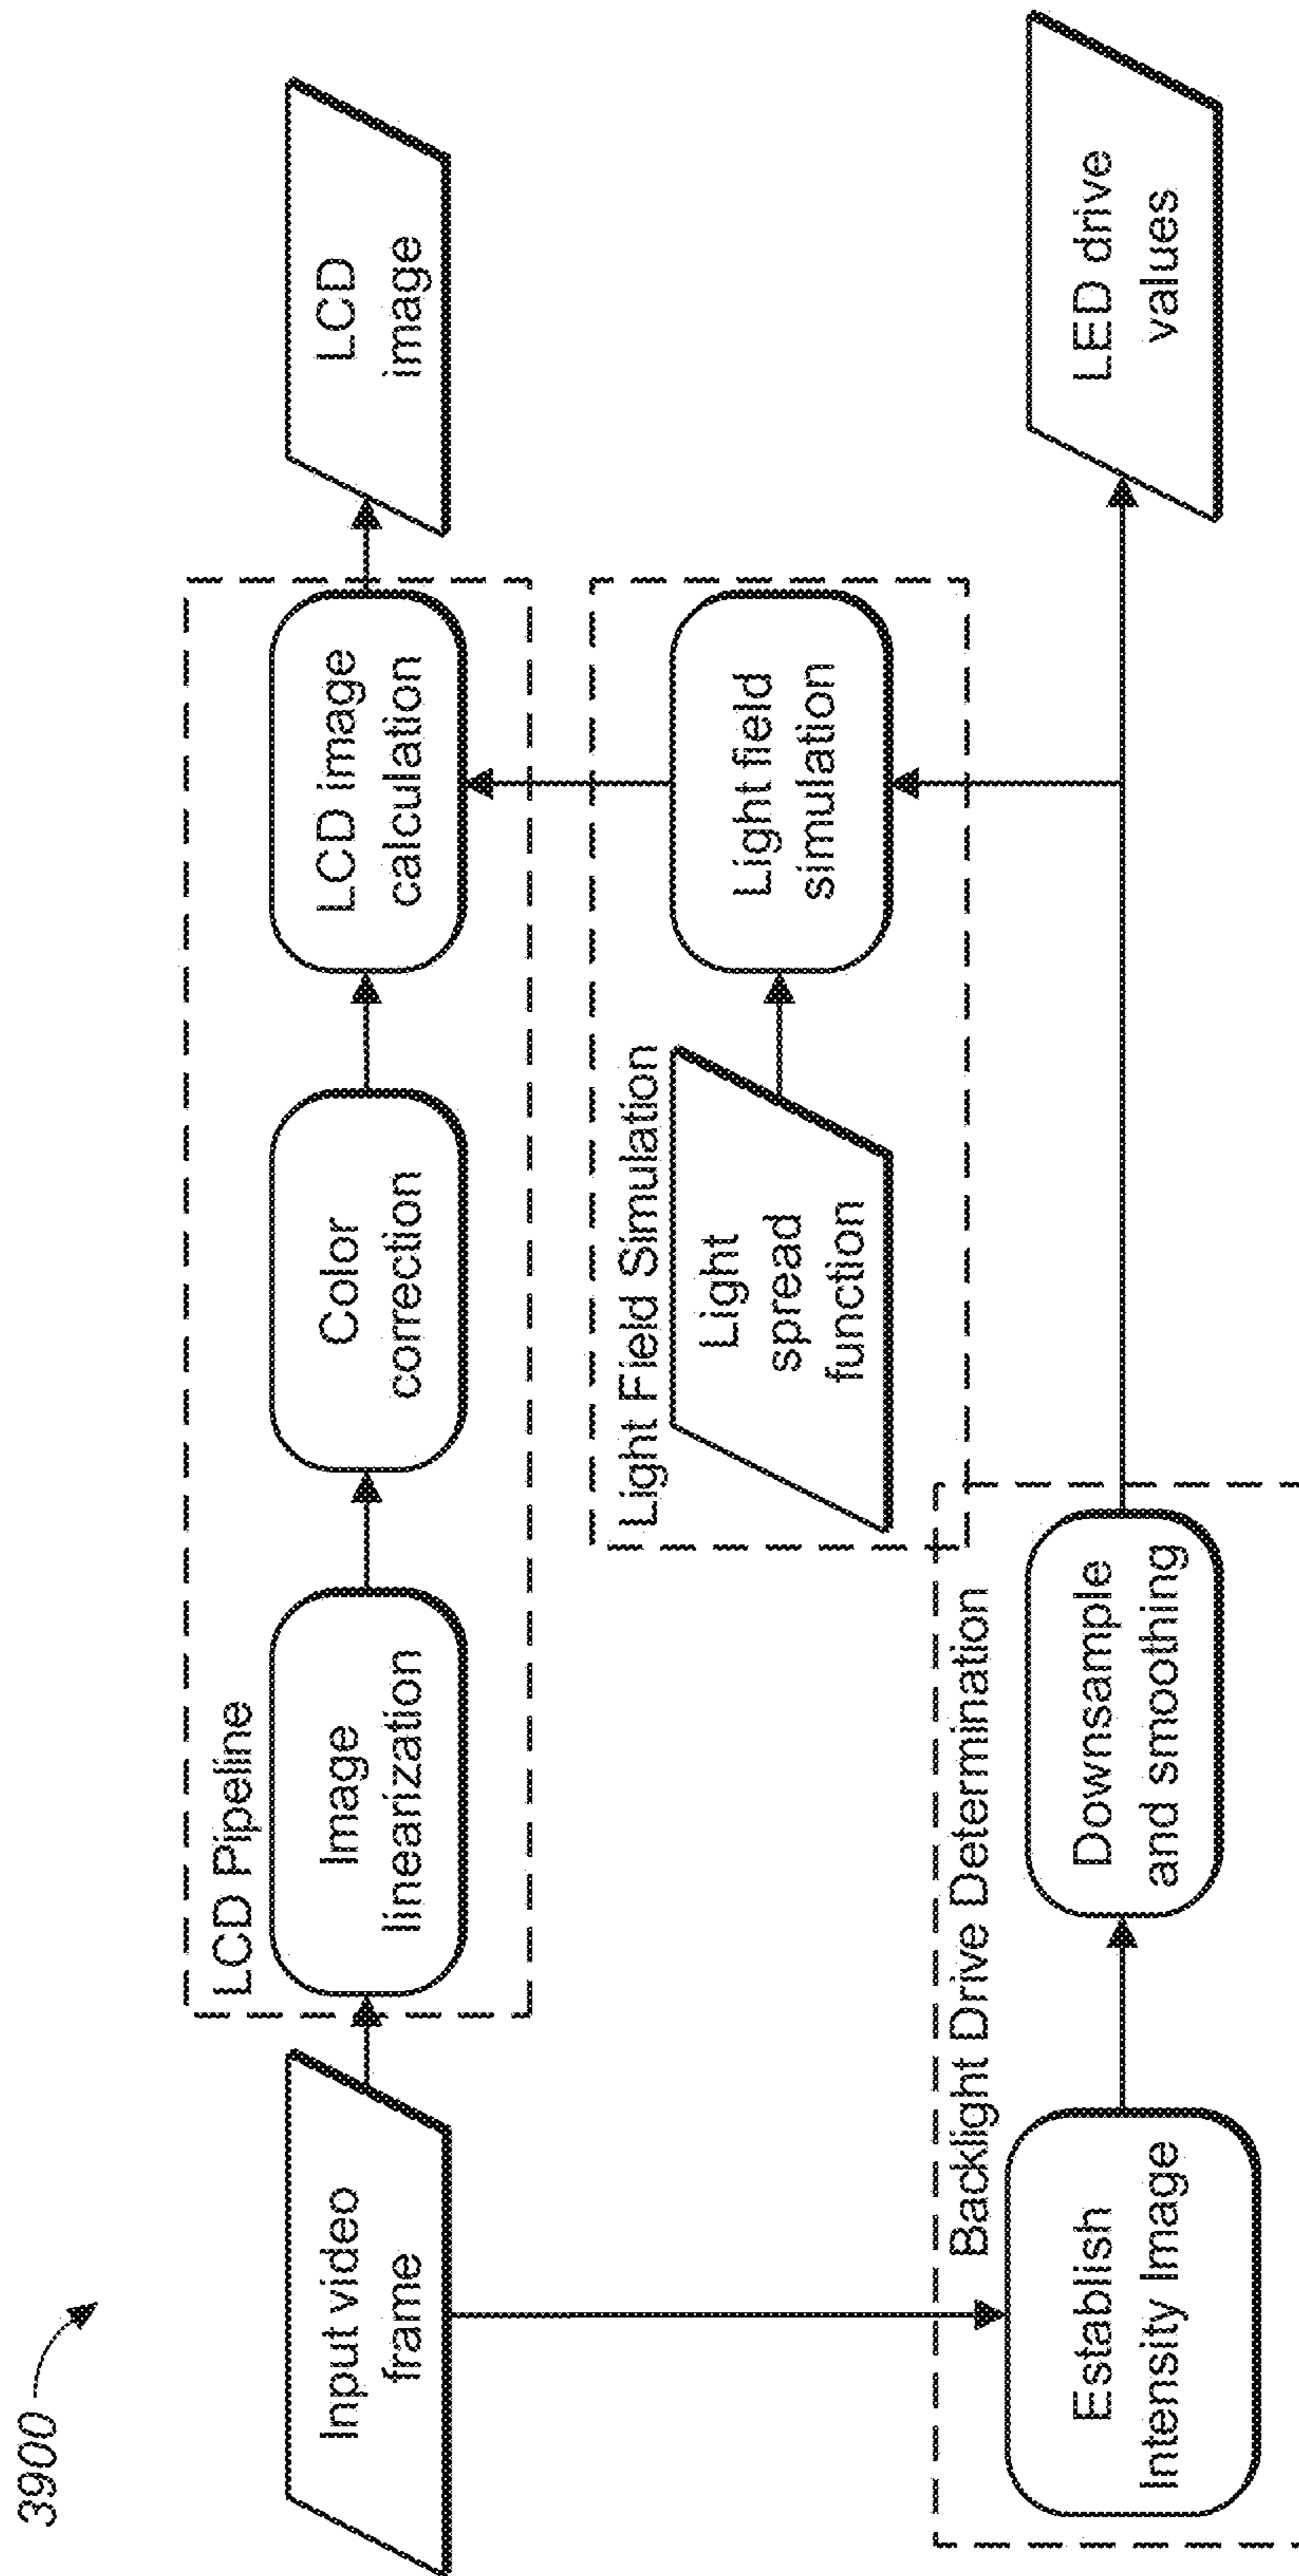 3900
Input video
frame
LCD Pipeline
Image
linearization
Color
correction
LCD image
calculation
LCD
image
Light Field Simulation
Light
spread
function
Light field
simulation
Backlight Drive Determination
Establish
Intensity Image
Downsample
and smoothing
LED drive
values